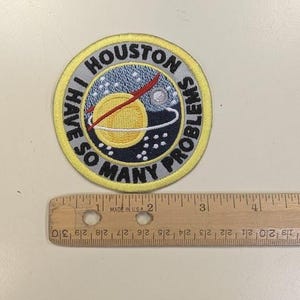 HOUSTON
I HAVE SO MANY PROBLEMS
1 2 3 4
MADE IN U.S.A.